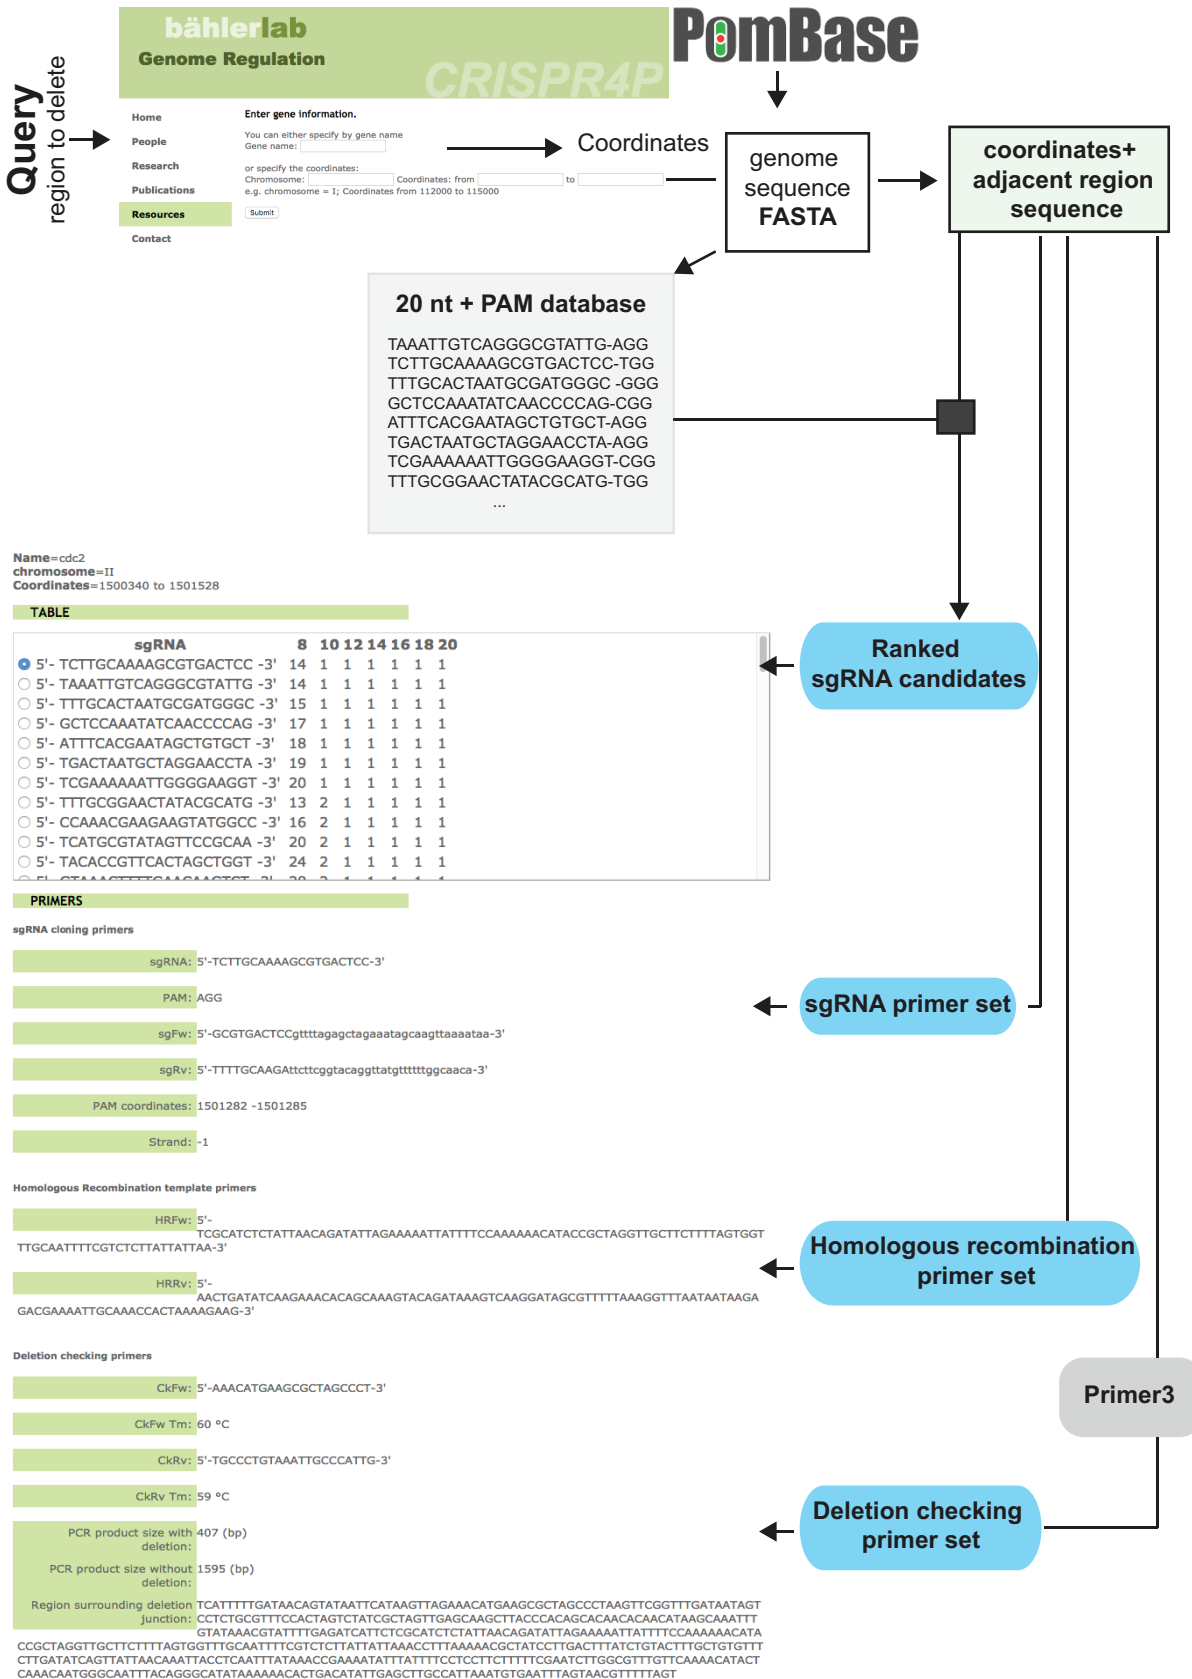 bählerlab
Genome Regulation
CRISPR4P
PomBase
Query
region to delete
Home
People
Research
Publications
Resources
Contact
Enter gene information.
You can either specify by gene name
Gene name:
or specify the coordinates:
Chromosome: Coordinates: from to
e.g. chromosome = I; Coordinates from 112000 to 115000
Submit
Coordinates
genome
sequence
FASTA
coordinates+
adjacent region
sequence
20 nt + PAM database
TAAATTGTCAGGGCGTATTG-AGG
TCTTGCAAAAGCGTGACTCC-TGG
TTTGCACTAATGCGATGGGC -GGG
GCTCCAAATATCAACCCCAG-CGG
ATTTCACGAATAGCTGTGCT-AGG
TGACTAATGCTAGGAACCTA-AGG
TCGAAAAAATTGGGGAAGGT-CGG
TTTGCGGAACTATACGCATG-TGG
...
Name=cdc2
chromosome=II
Coordinates=1500340 to 1501528
TABLE
sgRNA 8 10 12 14 16 18 20
5'- TCTTGCAAAAGCGTGACTCC -3' 14 1 1 1 1 1 1
5'- TAAATTGTCAGGGCGTATTG -3' 14 1 1 1 1 1 1
5'- TTTGCACTAATGCGATGGGC -3' 15 1 1 1 1 1 1
5'- GCTCCAAATATCAACCCCAG -3' 17 1 1 1 1 1 1
5'- ATTTCACGAATAGCTGTGCT -3' 18 1 1 1 1 1 1
5'- TGACTAATGCTAGGAACCTA -3' 19 1 1 1 1 1 1
5'- TCGAAAAAATTGGGGAAGGT -3' 20 1 1 1 1 1 1
5'- TTTGCGGAACTATACGCATG -3' 13 2 1 1 1 1 1
5'- CCAAACGAAGAAGTATGGCC -3' 16 2 1 1 1 1 1
5'- TCATGCGTATAGTTCCGCAA -3' 20 2 1 1 1 1 1
5'- TACACCGTTCACTAGCTGGT -3' 24 2 1 1 1 1 1
Ranked
sgRNA candidates
PRIMERS
sgRNA cloning primers
sgRNA: 5'-TCTTGCAAAAGCGTGACTCC-3'
PAM: AGG
sgFw: 5'-GCGTGACTCCgttttagagctagaaatagcaagttaaaataa-3'
sgRv: 5'-TTTTGCAAGAttcttcggtacaggttatgttttttggcaaca-3'
PAM coordinates: 1501282 -1501285
Strand: -1
sgRNA primer set
Homologous Recombination template primers
HRFw: 5'-
TCGCATCTCTATTAACAGATATTAGAAAAATTATTTTCCAAAAAACATACCGCTAGGTTGCTTCTTTTAGTGGT
TTGCAATTTTCGTCTCTTATTATTAA-3'
HRRv: 5'-
AACTGATATCAAGAAACACAGCAAAGTACAGATAAAGTCAAGGATAGCGTTTTTAAAGGTTTAATAATAAGA
GACGAAAATTGCAAACCACTAAAAGAAG-3'
Homologous recombination
primer set
Deletion checking primers
CkFw: 5'-AAACATGAAGCGCTAGCCCT-3'
CkFw Tm: 60 °C
CkRv: 5'-TGCCCTGTAAATTGCCCATTG-3'
CkRv Tm: 59 °C
PCR product size with 407 (bp)
deletion:
PCR product size without 1595 (bp)
deletion:
Region surrounding deletion TCATTTTTGATAACAGTATAATTCATAAGTTAGAAACATGAAGCGCTAGCCCTAAGTTCGGTTTGATAATAGT
junction: CCTCTGCGTTTCCACTAGTCTATCGCTAGTTGAGCAAGCTTACCCACAGCACAACACAACATAAGCAAATTT
GTATAAACGTATTTTGAGATCATTCTCGCATCTCTATTAACAGATATTAGAAAAATTATTTTCCAAAAAACATA
CCGCTAGGTTGCTTCTTTTAGTGGTTTGCAATTTTCGTCTCTTATTATTAAACCTTTAAAAACGCTATCCTTGACTTTATCTGTACTTTGCTGTGTTT
CTTGATATCAGTTATTAACAAATTACCTCAATTTATAAACCGAAAATATTTATTTTCCTCCTTCTTTTTCGAATCTTGGCGTTTGTTCAAAACATACT
CAAACAATGGGCAATTTACAGGGCATATAAAAAACACTGACATATTGAGCTTGCCATTAAATGTGAATTTAGTAACGTTTTTAGT
Primer3
Deletion checking
primer set